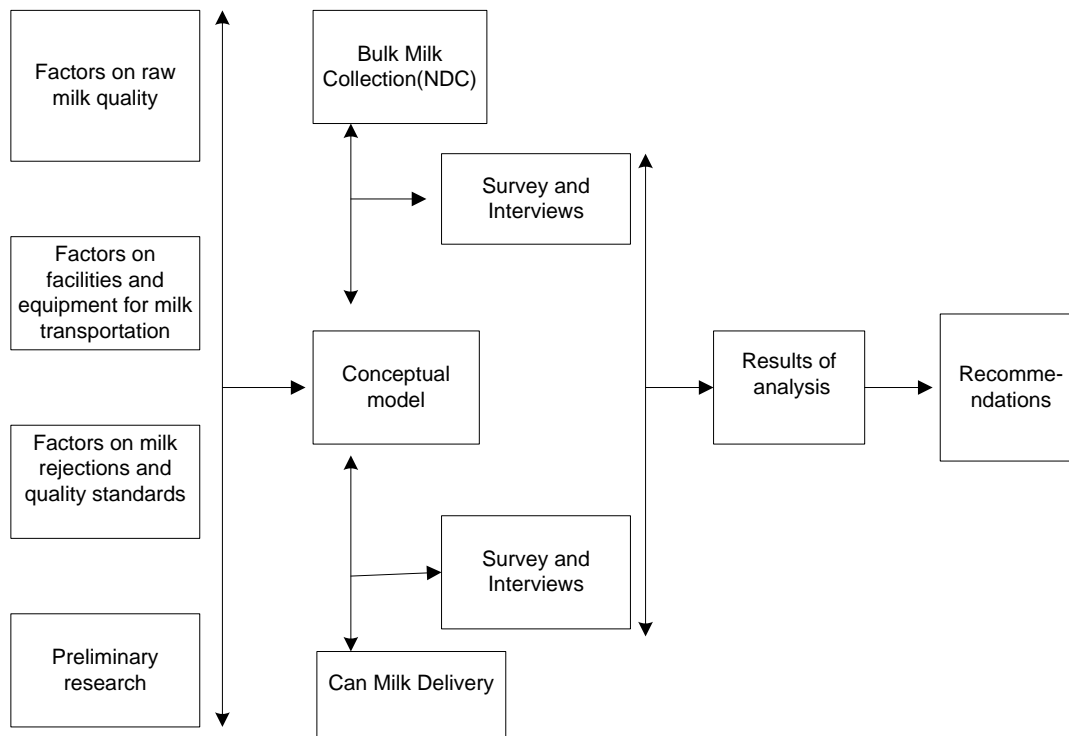 Factors on raw
milk quality
Factors on
facilities and
equipment for milk
transportation
Factors on milk
rejections and
quality standards
Preliminary
research
Bulk Milk
Collection(NDC)
Survey and
Interviews
Conceptual
model
Survey and
Interviews
Can Milk Delivery
Results of
analysis
Recomme-
ndations